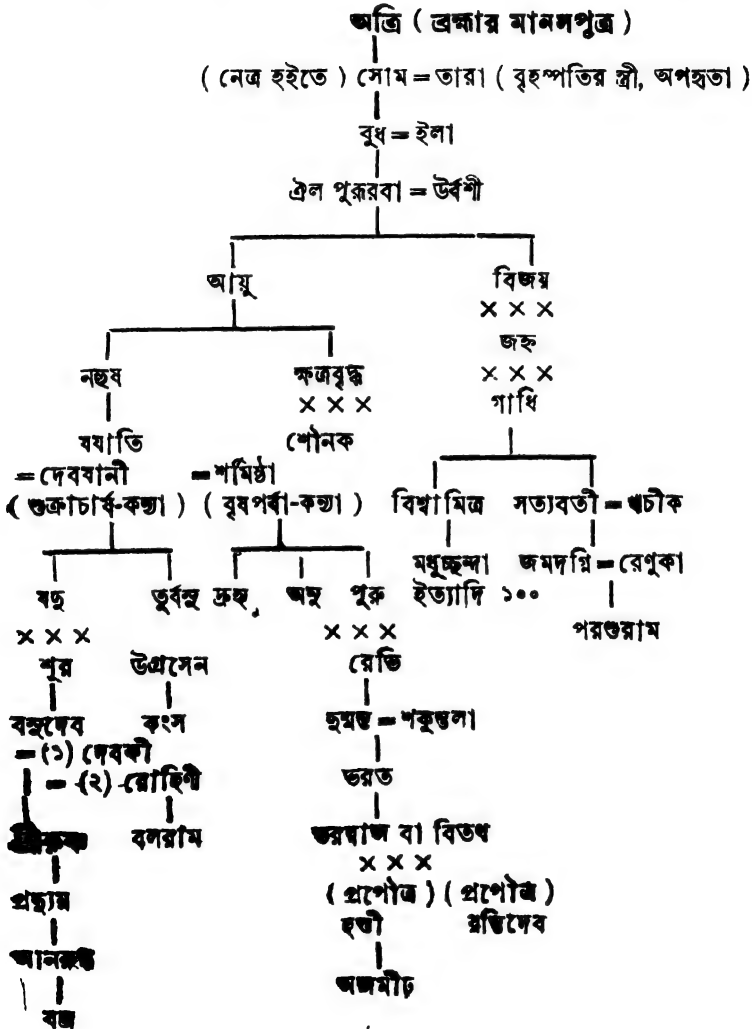 অত্রি ( ব্রহ্মার মানসপুত্র )
( নেত্র হইতে ) সোম = তারা ( বৃহস্পতির স্ত্রী, অপহৃতা )
বুধ = ইলা
ঐল পুরূরবা = উর্বশী
আয়ু বিজয়
× × ×
জহ্ন
নহুষ ক্ষত্রবৃদ্ধ × × ×
× × × গাধি
যযাতি শৌনক
= দেবযানী = শর্মিষ্ঠা
( শুক্রাচার্য-কন্যা ) ( বৃষপর্বা-কন্যা ) বিশ্বামিত্র সত্যবতী = ঋচীক
মধুচ্ছন্দা জমদগ্নি = রেণুকা
যদু তুর্বসু দ্রুহ্য অনু পুরু ইত্যাদি ১০০
× × × × × × পরশুরাম
শূর উগ্রসেন রেভি
বসুদেব কংস দুষ্মন্ত = শকুন্তলা
= (১) দেবকী
= (২) রোহিণী ভরত
শ্রীকৃষ্ণ বলরাম ভরদ্বাজ বা বিতথ
× × ×
প্রদ্যুম্ন ( প্রপৌত্র ) ( প্রপৌত্র )
হস্তী রন্তিদেব
অনিরুদ্ধ
অজমীঢ়
বজ্র